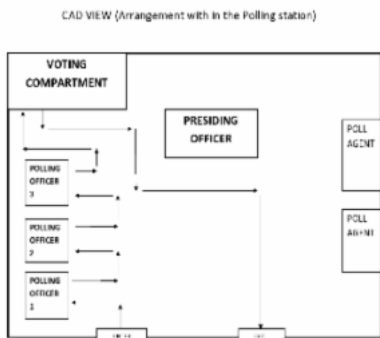 CAD VIEW (Arrangement with in the Polling station)
VOTING
COMPARTMENT
PRESIDING
OFFICER
POLL
AGENT
POLLING
OFFICER
3
POLLING
OFFICER
2
POLL
AGENT
POLLING
OFFICER
1